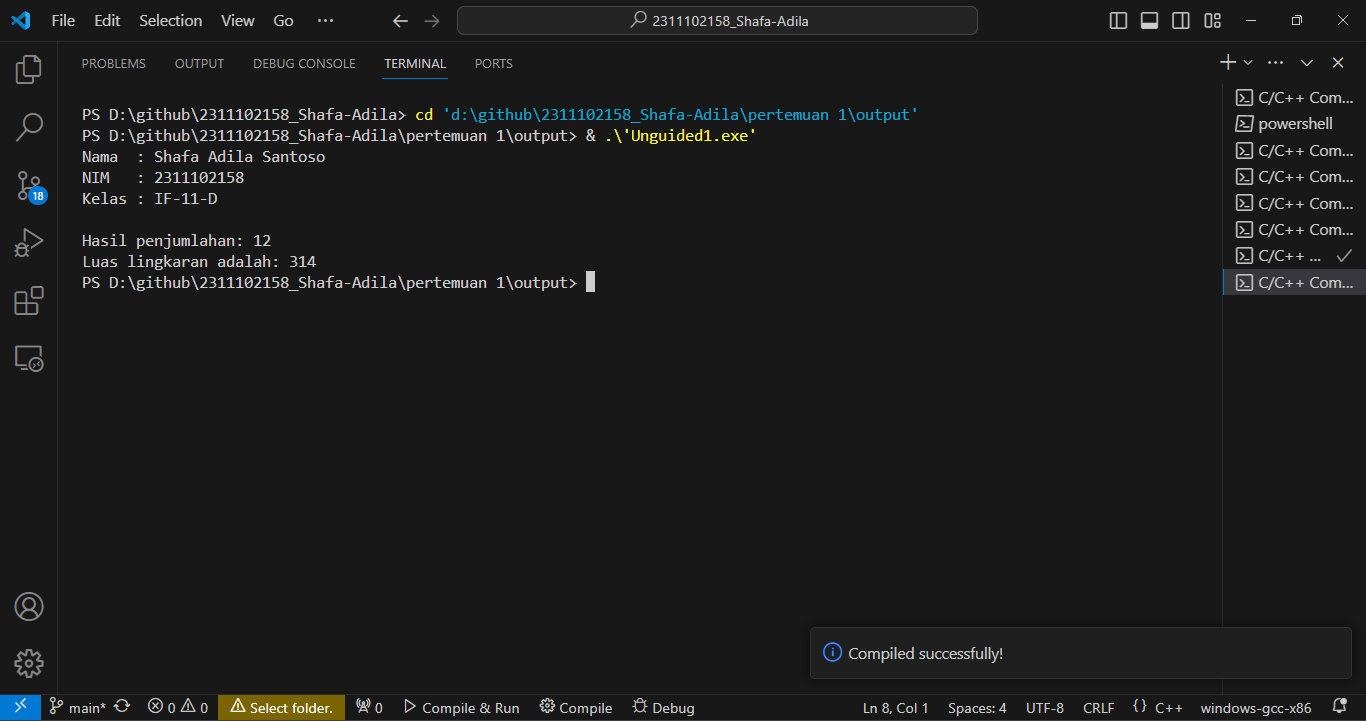 File Edit Selection View Go ··· 2311102158_Shafa-Adila
PROBLEMS OUTPUT DEBUG CONSOLE TERMINAL PORTS
PS D:\github\2311102158_Shafa-Adila> cd 'd:\github\2311102158_Shafa-Adila\pertemuan 1\output'
PS D:\github\2311102158_Shafa-Adila\pertemuan 1\output> & .\'Unguided1.exe'
Nama  : Shafa Adila Santoso
NIM   : 2311102158
Kelas : IF-11-D
Hasil penjumlahan: 12
Luas lingkaran adalah: 314
PS D:\github\2311102158_Shafa-Adila\pertemuan 1\output>
C/C++ Com...
powershell
C/C++ Com...
C/C++ Com...
C/C++ Com...
C/C++ Com...
C/C++ ...
C/C++ Com...
18
Compiled successfully!
main* 0 0 Select folder. 0 Compile & Run Compile Debug Ln 8, Col 1 Spaces: 4 UTF-8 CRLF {} C++ windows-gcc-x86